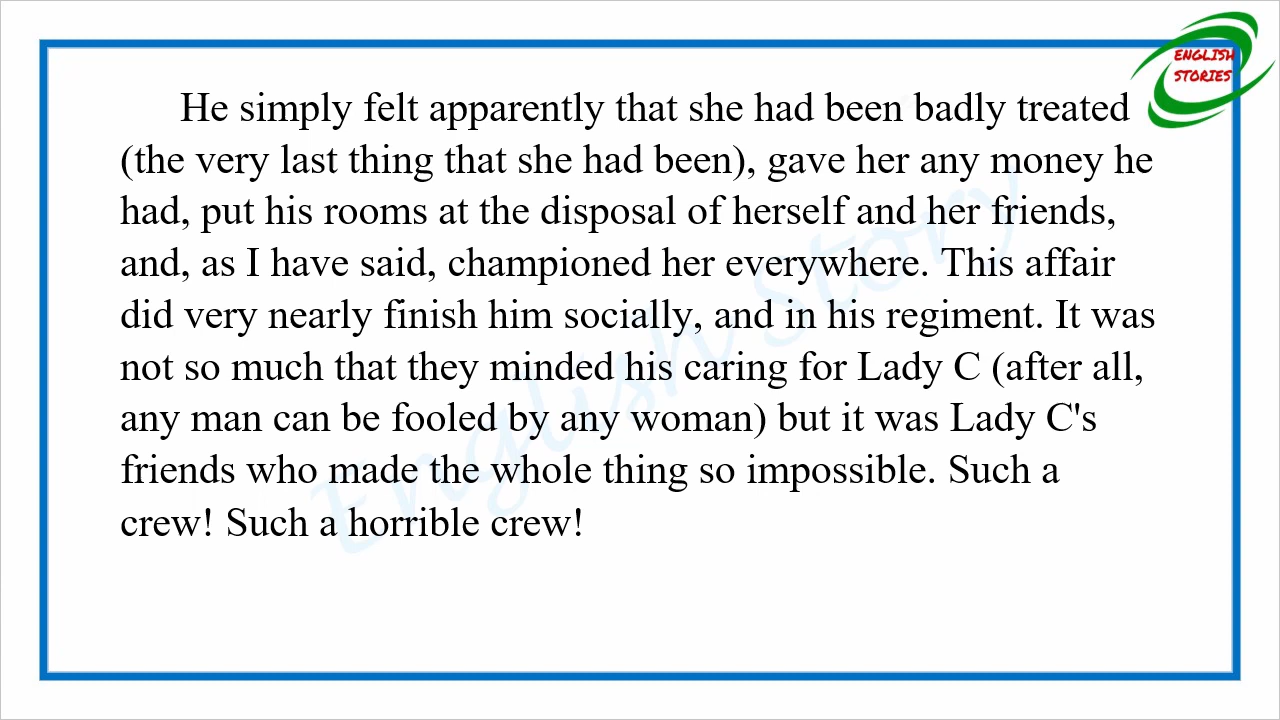 ENGLISH
STORIES
He simply felt apparently that she had been badly treated
(the very last thing that she had been), gave her any money he
had, put his rooms at the disposal of herself and her friends,
and, as I have said, championed her everywhere. This affair
did very nearly finish him socially, and in his regiment. It was
not so much that they minded his caring for Lady C (after all,
any man can be fooled by any woman) but it was Lady C's
friends who made the whole thing so impossible. Such a
crew! Such a horrible crew!
English Story